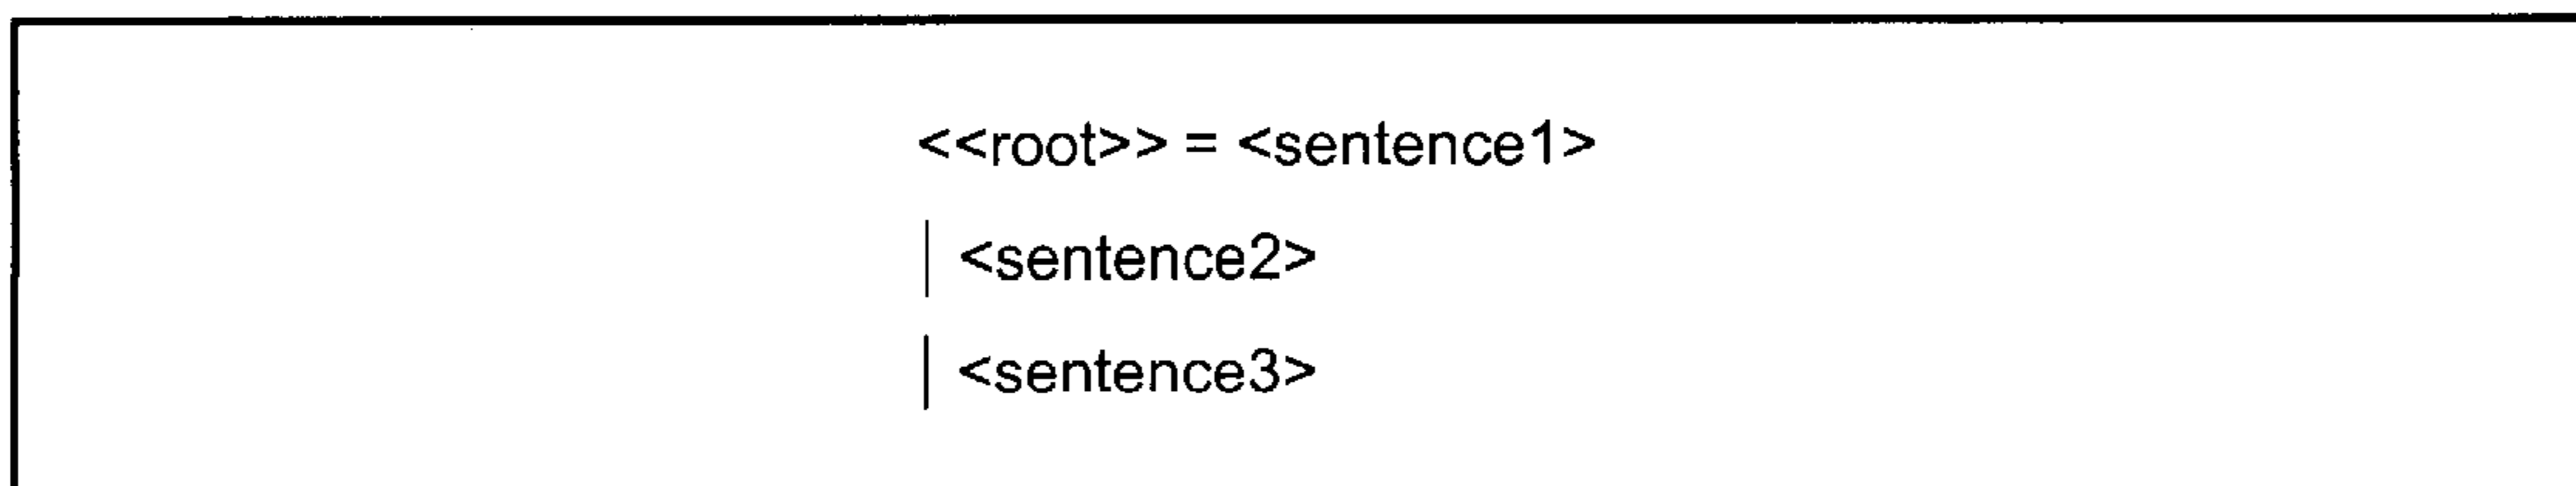 <<root>> = <sentence1>
| <sentence2>
| <sentence3>